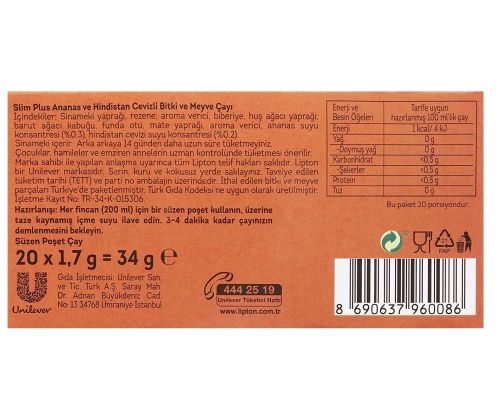 Slim Plus Ananas ve Hindistan Cevizli Bitki ve Meyve Çayı
İçindekiler: Sinameki yaprağı, rezene, aroma verici, biberiye, huş ağacı yaprağı,
barut ağacı kabuğu, funda otu, mate yaprağı, aroma verici, ananas suyu
konsantresi (%0.3), hindistan cevizi suyu konsantresi (%0.2)
Sinameki içerir. Arka arkaya 14 günden daha uzun süre tüketmeyiniz.
Çocuklar, hamileler ve emziren annelerin uzman kontrolünde tüketmesi önerilir.
Marka sahibi ile yapılan anlaşma uyarınca tüm Lipton telif hakları saklıdır. Lipton
bir Unilever markasıdır. Serin, kuru ve kokusuz yerde saklayınız. Tavsiye edilen
tüketim tarihi (TETT) ve parti no ambalajın üzerindedir. İthal edilen bitki ve meyve
parçaları Türkiye'de paketlenmiştir. Türk Gıda Kodeksi'ne uygun olarak üretilmiştir.
İşletme Kayıt No: TR-34-K-015306
Hazırlanışı: Her fincan (200 ml) için bir süzen poşet kullanın, üzerine
taze kaynamış içme suyu ilave edin. 3-4 dakika kadar çayınızın
demlenmesini bekleyin.
Süzen Poşet Çay
20 x 1,7 g = 34 g ℮
Unilever
Gıda İşletmecisi: Unilever San.
ve Tic. Türk A.Ş. Saray Mah.
Dr. Adnan Büyükdeniz Cad.
No: 13 34768 Ümraniye İstanbul
444 25 19
Unilever Tüketici Hattı
www.lipton.com.tr
Enerji ve Besin Öğeleri Tarife uygun hazırlanmış 100 ml'lik çay
Enerji 1 kcal/ 4 kJ
Yağ 0 g
-Doymuş yağ 0 g
Karbonhidrat <0.5 g
-Şekerler <0.5 g
Protein <0.5 g
Tuz 0 g
Bu paket 20 porsiyondur.
21
PAP
8 690637 960086